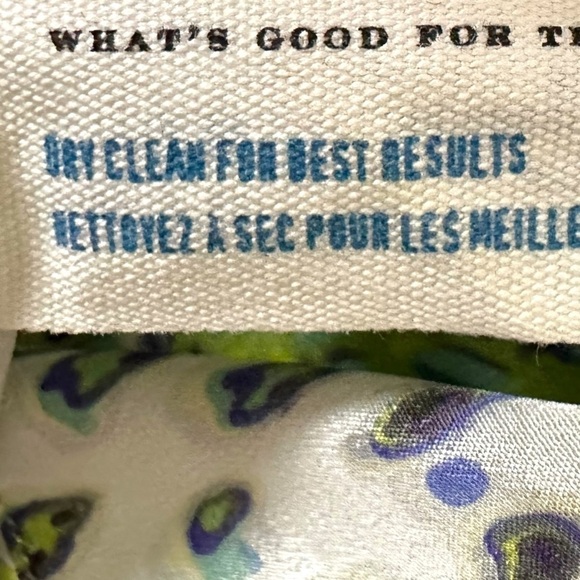 WHAT'S GOOD FOR
DRY CLEAN FOR BEST RESULTS
NETTOYEZ A SEC POUR LES